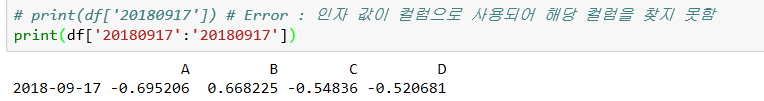 # print(df['20180917']) # Error : 인자 값이 컬럼으로 사용되어 해당 컬럼을 찾지 못함
print(df['20180917':'20180917'])
A B C D
2018-09-17 -0.695206 0.668225 -0.54836 -0.520681